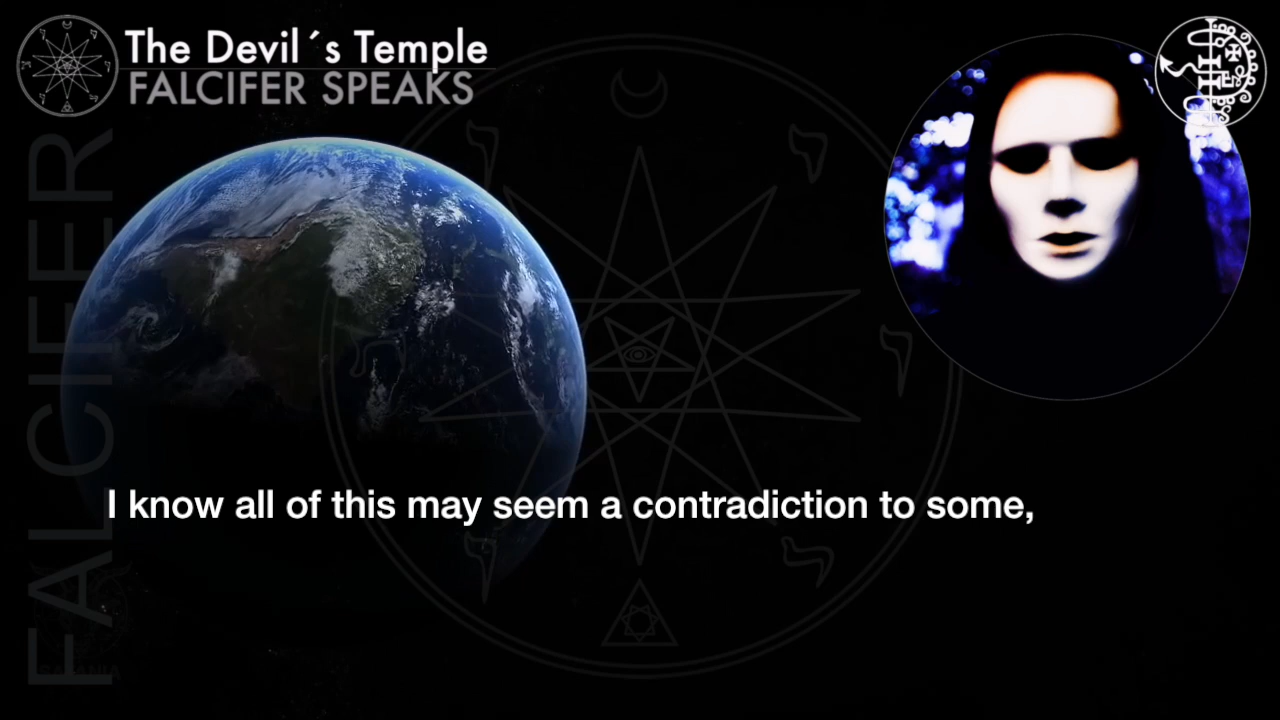 The Devil´s Temple
FALCIFER SPEAKS
FALCIFER
I know all of this may seem a contradiction to some,